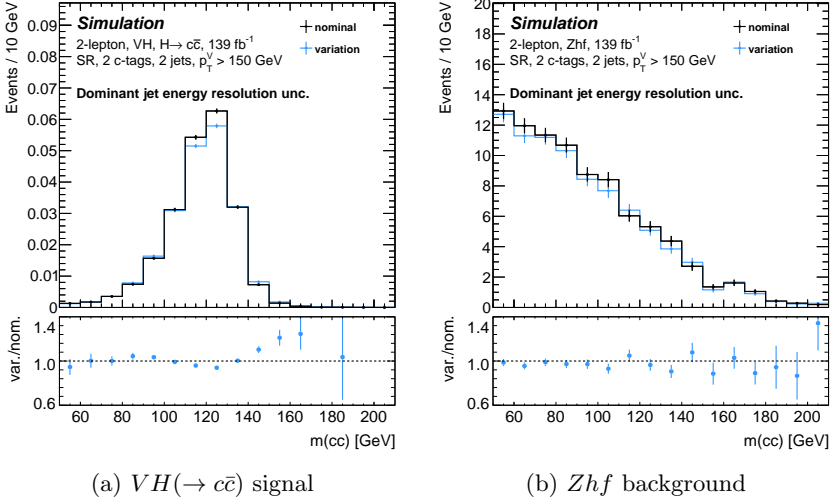 Simulation
nominal
2-lepton, VH, H→ cc̄, 139 fb⁻¹
variation
SR, 2 c-tags, 2 jets, p_T^V > 150 GeV
Dominant jet energy resolution unc.
Events / 10 GeV
0.09
0.08
0.07
0.06
0.05
0.04
0.03
0.02
0.01
0
var./nom.
1.4
1.0
0.6
60 80 100 120 140 160 180 200
m(cc) [GeV]
(a) VH(→ cc̄) signal
Simulation
nominal
2-lepton, Zhf, 139 fb⁻¹
variation
SR, 2 c-tags, 2 jets, p_T^V > 150 GeV
Dominant jet energy resolution unc.
Events / 10 GeV
20
18
16
14
12
10
8
6
4
2
0
var./nom.
1.4
1.0
0.6
60 80 100 120 140 160 180 200
m(cc) [GeV]
(b) Zhf background